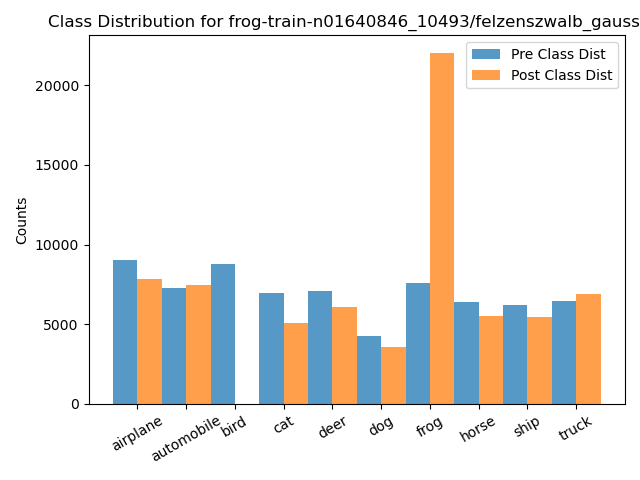 Class Distribution for frog-train-n01640846_10493/felzenszwalb_gauss
Pre Class Dist
Post Class Dist
Counts
20000
15000
10000
5000
0
airplane
automobile
bird
cat
deer
dog
frog
horse
ship
truck